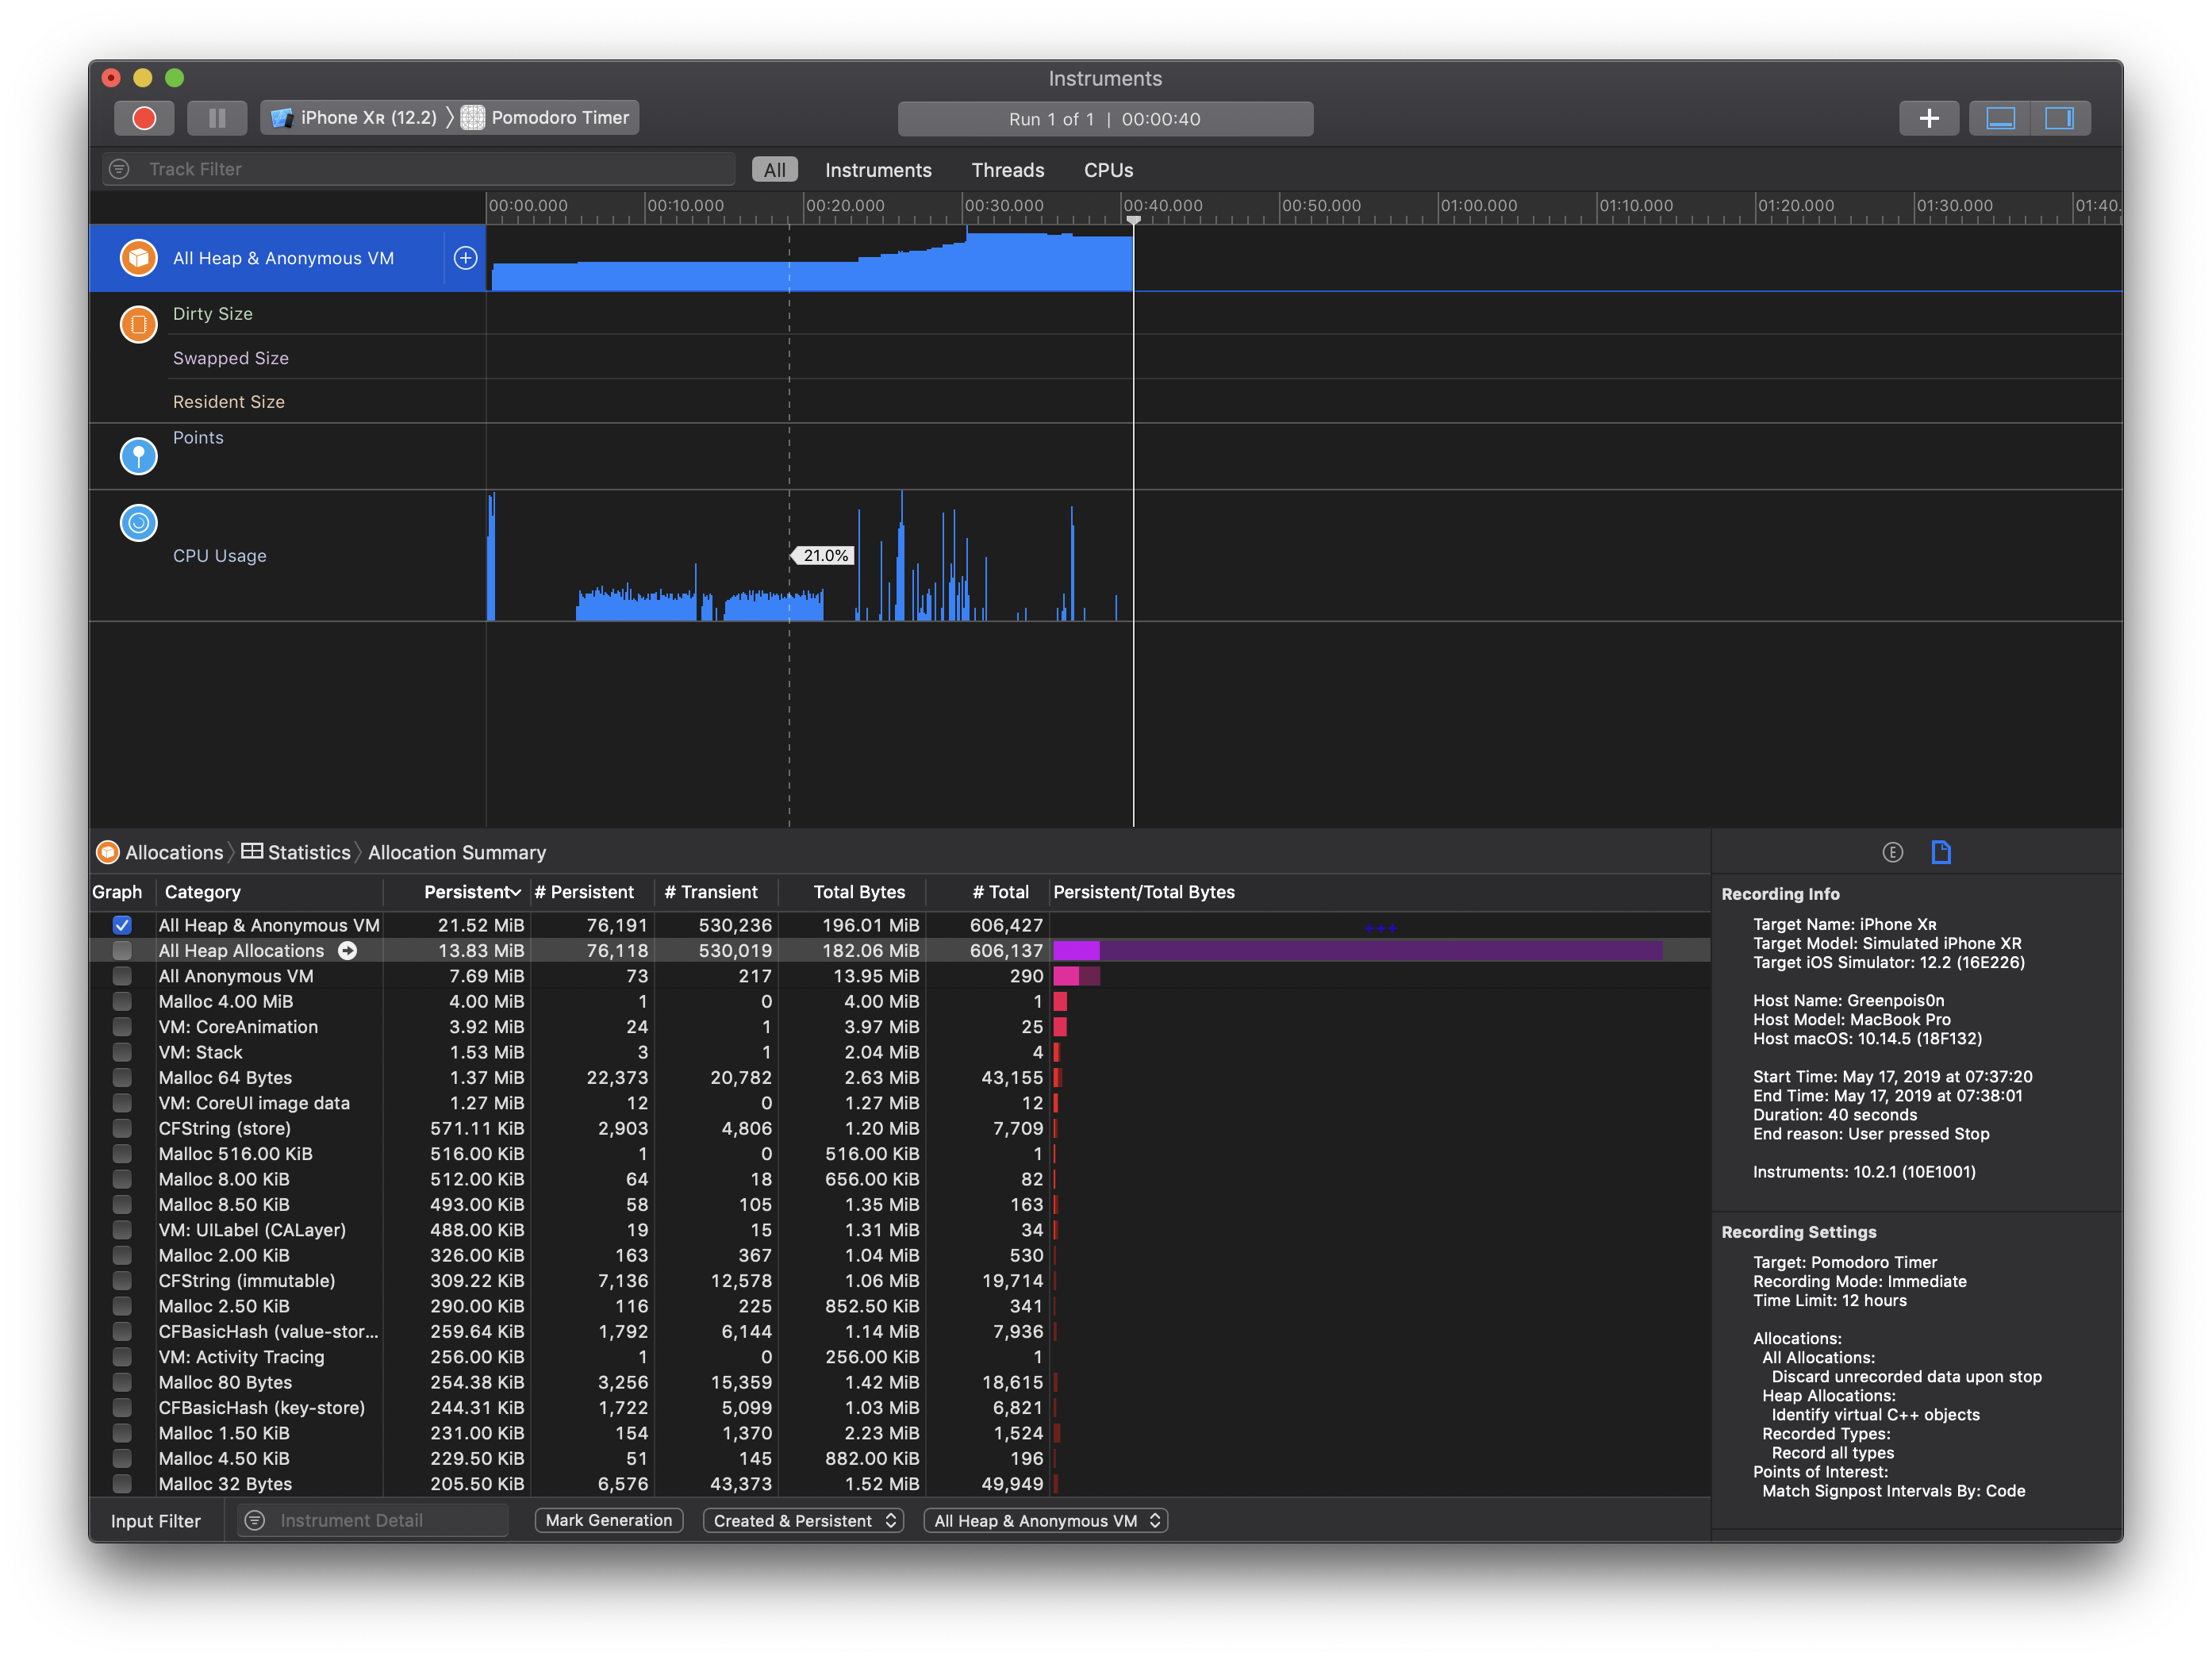 Instruments
iPhone Xʀ (12.2) Pomodoro Timer
Run 1 of 1 | 00:00:40
Track Filter All Instruments Threads CPUs
00:00.000 00:10.000 00:20.000 00:30.000 00:40.000 00:50.000 01:00.000 01:10.000 01:20.000 01:30.000 01:40.
All Heap & Anonymous VM
Dirty Size
Swapped Size
Resident Size
Points
CPU Usage
21.0%
Allocations Statistics Allocation Summary
Graph Category Persistent # Persistent # Transient Total Bytes # Total Persistent/Total Bytes
All Heap & Anonymous VM 21.52 MiB 76,191 530,236 196.01 MiB 606,427 +++
All Heap Allocations 13.83 MiB 76,118 530,019 182.06 MiB 606,137
All Anonymous VM 7.69 MiB 73 217 13.95 MiB 290
Malloc 4.00 MiB 4.00 MiB 1 0 4.00 MiB 1
VM: CoreAnimation 3.92 MiB 24 1 3.97 MiB 25
VM: Stack 1.53 MiB 3 1 2.04 MiB 4
Malloc 64 Bytes 1.37 MiB 22,373 20,782 2.63 MiB 43,155
VM: CoreUI image data 1.27 MiB 12 0 1.27 MiB 12
CFString (store) 571.11 KiB 2,903 4,806 1.20 MiB 7,709
Malloc 516.00 KiB 516.00 KiB 1 0 516.00 KiB 1
Malloc 8.00 KiB 512.00 KiB 64 18 656.00 KiB 82
Malloc 8.50 KiB 493.00 KiB 58 105 1.35 MiB 163
VM: UILabel (CALayer) 488.00 KiB 19 15 1.31 MiB 34
Malloc 2.00 KiB 326.00 KiB 163 367 1.04 MiB 530
CFString (immutable) 309.22 KiB 7,136 12,578 1.06 MiB 19,714
Malloc 2.50 KiB 290.00 KiB 116 225 852.50 KiB 341
CFBasicHash (value-stor... 259.64 KiB 1,792 6,144 1.14 MiB 7,936
VM: Activity Tracing 256.00 KiB 1 0 256.00 KiB 1
Malloc 80 Bytes 254.38 KiB 3,256 15,359 1.42 MiB 18,615
CFBasicHash (key-store) 244.31 KiB 1,722 5,099 1.03 MiB 6,821
Malloc 1.50 KiB 231.00 KiB 154 1,370 2.23 MiB 1,524
Malloc 4.50 KiB 229.50 KiB 51 145 882.00 KiB 196
Malloc 32 Bytes 205.50 KiB 6,576 43,373 1.52 MiB 49,949
Input Filter Instrument Detail Mark Generation Created & Persistent All Heap & Anonymous VM
E
Recording Info
Target Name: iPhone Xʀ
Target Model: Simulated iPhone XR
Target iOS Simulator: 12.2 (16E226)
Host Name: Greenpois0n
Host Model: MacBook Pro
Host macOS: 10.14.5 (18F132)
Start Time: May 17, 2019 at 07:37:20
End Time: May 17, 2019 at 07:38:01
Duration: 40 seconds
End reason: User pressed Stop
Instruments: 10.2.1 (10E1001)
Recording Settings
Target: Pomodoro Timer
Recording Mode: Immediate
Time Limit: 12 hours
Allocations:
All Allocations:
Discard unrecorded data upon stop
Heap Allocations:
Identify virtual C++ objects
Recorded Types:
Record all types
Points of Interest:
Match Signpost Intervals By: Code